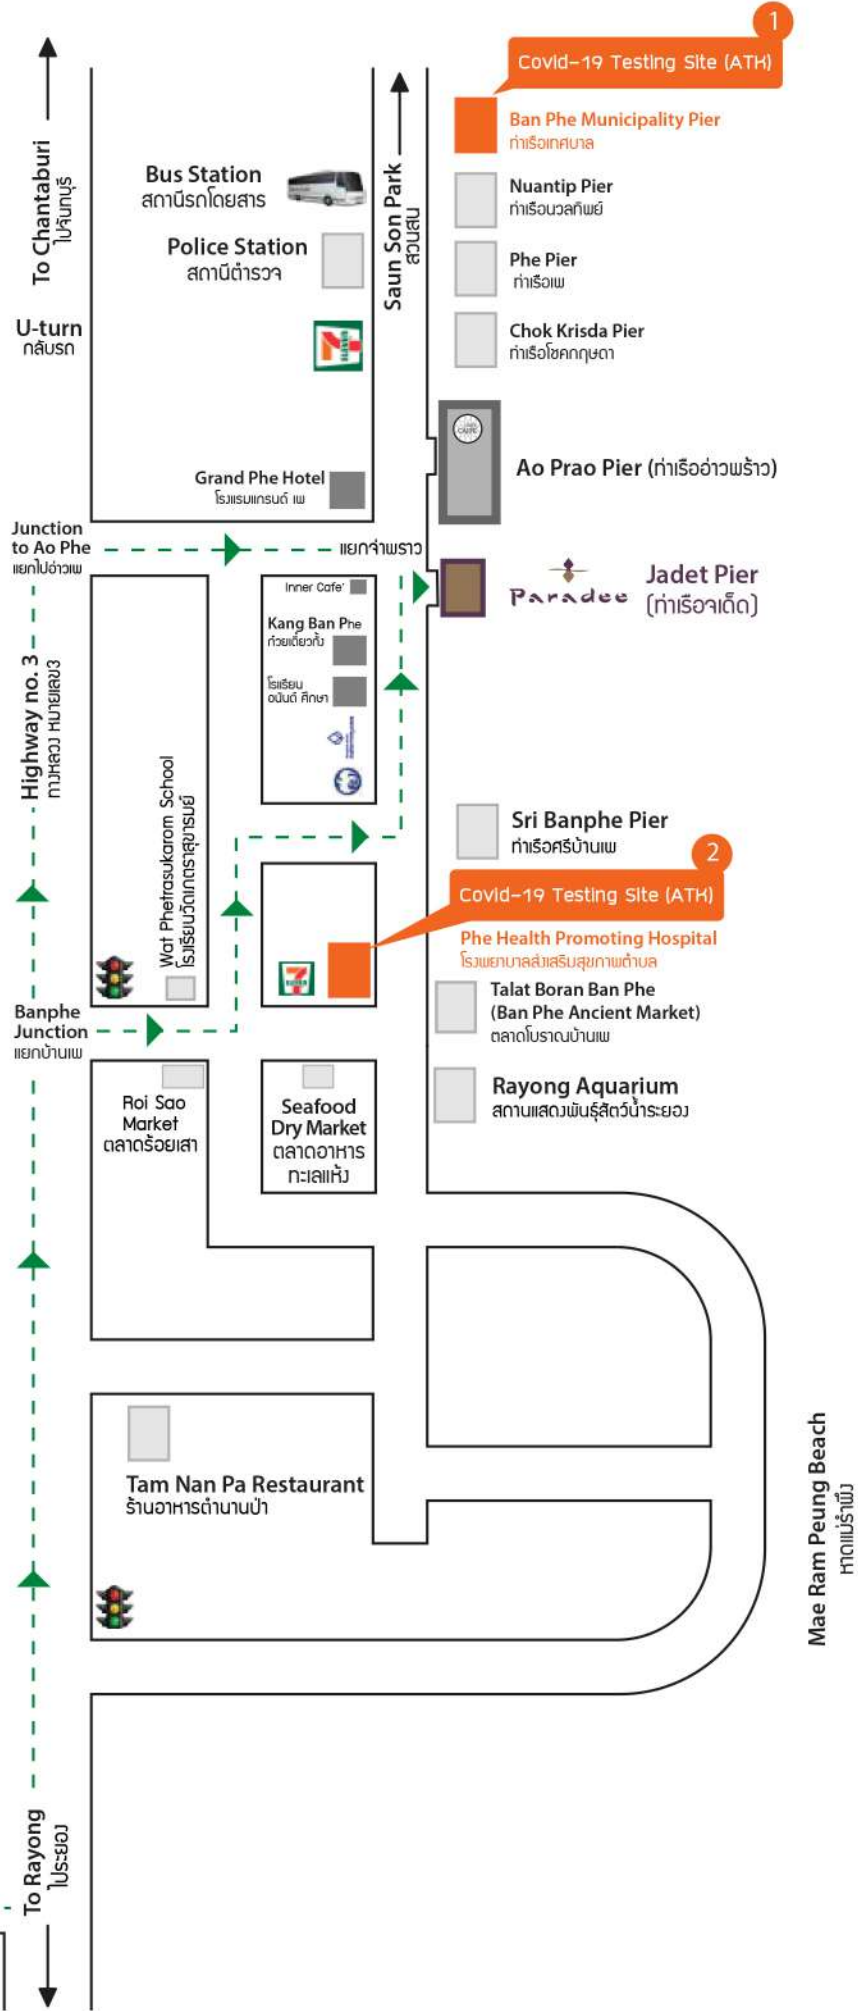 1
Covid-19 Testing Site (ATK)
Ban Phe Municipality Pier
ท่าเรือเทศบาล
To Chantaburi
ไปจันทบุรี
Bus Station
สถานีรถโดยสาร
Saun Son Park
สวนสน
Nuantip Pier
ท่าเรือนวลทิพย์
Police Station
สถานีตำรวจ
Phe Pier
ท่าเรือเพ
U-turn
กลับรถ
7
ELEVEN
Chok Krisda Pier
ท่าเรือโชคกฤษดา
Ao Prao Pier (ท่าเรืออ่าวพร้าว)
Grand Phe Hotel
โรงแรมแกรนด์ เพ
Junction
to Ao Phe
แยกไปอ่าวเพ
แยกจ่าพราว
Paradee
Jadet Pier
(ท่าเรือจเด็ด)
Inner Cafe'
Kang Ban Phe
ก๋วยเตี๋ยวกั้ง
โรงเรียน
อนันต์ ศึกษา
Highway no. 3
ทางหลวง หมายเลข3
Wat Phetrasukarom School
โรงเรียนวัดเภตราสุขารมย์
Sri Banphe Pier
ท่าเรือศรีบ้านเพ
2
Covid-19 Testing Site (ATK)
Phe Health Promoting Hospital
โรงพยาบาลส่งเสริมสุขภาพตำบล
7
ELEVEN
Talat Boran Ban Phe
(Ban Phe Ancient Market)
ตลาดโบราณบ้านเพ
Banphe
Junction
แยกบ้านเพ
Roi Sao
Market
ตลาดร้อยเสา
Seafood
Dry Market
ตลาดอาหาร
ทะเลแห้ง
Rayong Aquarium
สถานแสดงพันธุ์สัตว์น้ำระยอง
Tam Nan Pa Restaurant
ร้านอาหารตำนานป่า
Mae Ram Peung Beach
หาดแม่รำพึง
To Rayong
ไประยอง